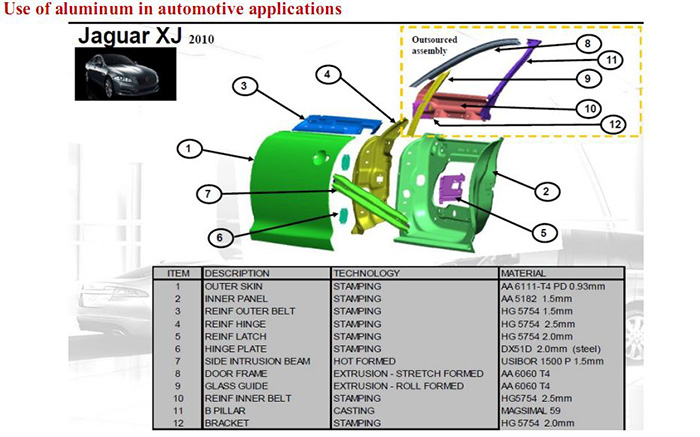 Use of aluminum in automotive applications
Jaguar XJ 2010
Outsourced
assembly
8
11
4
9
3
10
12
1
7
2
6
5
ITEM DESCRIPTION TECHNOLOGY MATERIAL
1 OUTER SKIN STAMPING AA 6111-T4 PD 0.93mm
2 INNER PANEL STAMPING AA 5182 1.5mm
3 REINF OUTER BELT STAMPING HG 5754 1.5mm
4 REINF HINGE STAMPING HG 5754 2.5mm
5 REINF LATCH STAMPING HG 5754 2.0mm
6 HINGE PLATE STAMPING DX51D 2.0mm (steel)
7 SIDE INTRUSION BEAM HOT FORMED USIBOR 1500 P 1.5mm
8 DOOR FRAME EXTRUSION - STRETCH FORMED AA 6060 T4
9 GLASS GUIDE EXTRUSION - ROLL FORMED AA 6060 T4
10 REINF INNER BELT STAMPING HG5754 2.5mm
11 B PILLAR CASTING MAGSIMAL 59
12 BRACKET STAMPING HG 5754 2.0mm